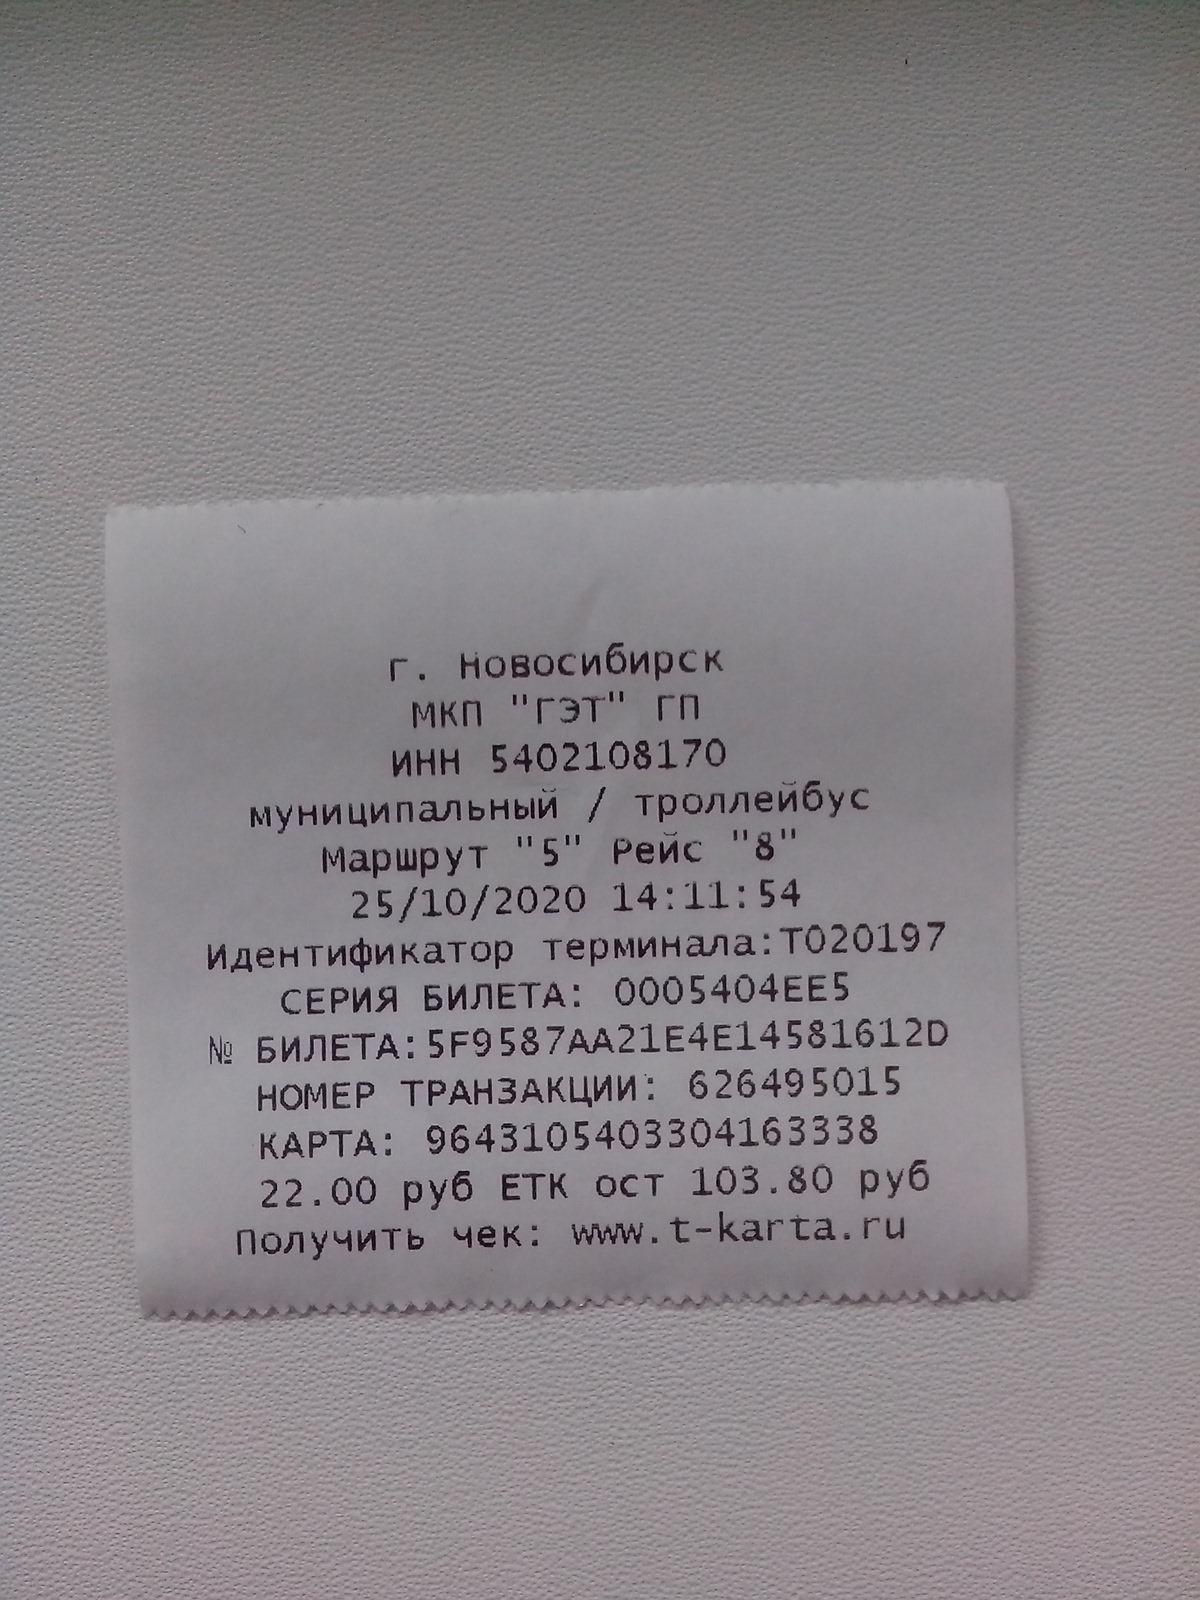 г. Новосибирск
МКП "ГЭТ" ГП
ИНН 5402108170
муниципальный / троллейбус
Маршрут "5" Рейс "8"
25/10/2020 14:11:54
Идентификатор терминала:Т020197
СЕРИЯ БИЛЕТА: 0005404EE5
№ БИЛЕТА:5F9587AA21E4E14581612D
НОМЕР ТРАНЗАКЦИИ: 626495015
КАРТА: 9643105403304163338
22.00 руб ЕТК ост 103.80 руб
Получить чек: www.t-karta.ru